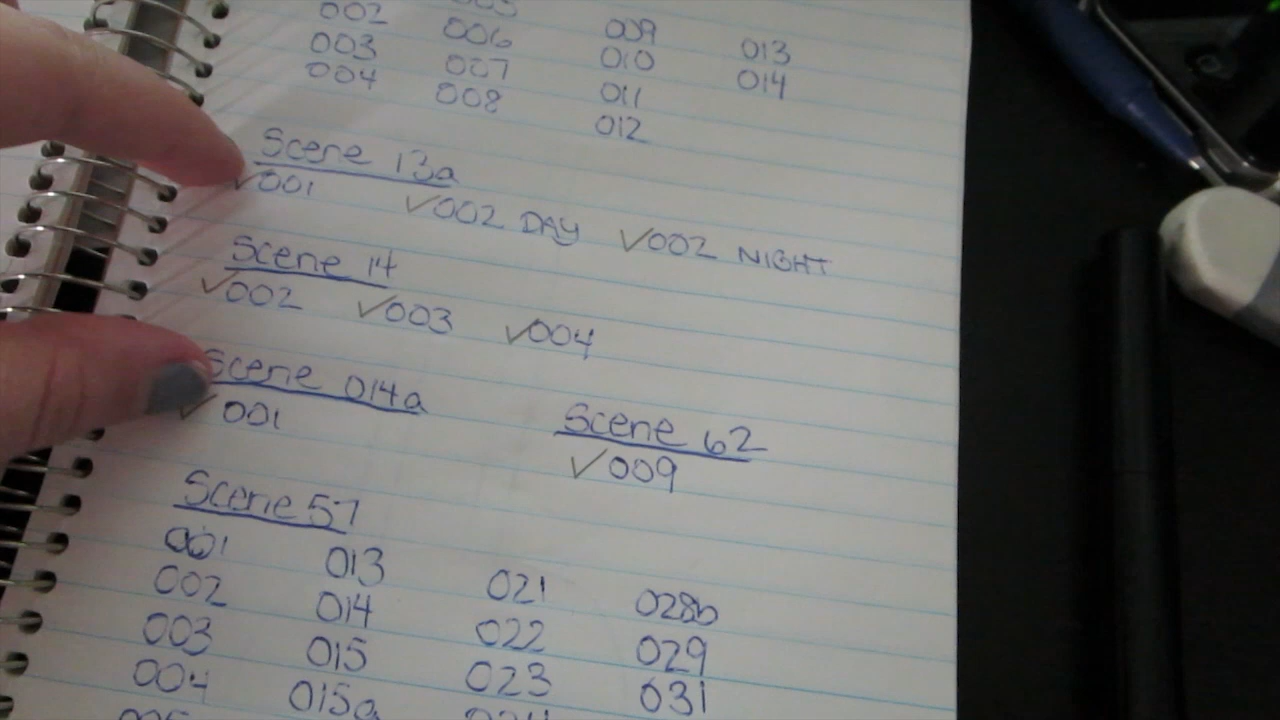 002 009
003 006 010 013
004 007 011 014
008 012
Scene 13a
✓001 ✓002 DAY ✓002 NIGHT
Scene 14
✓002 ✓003 ✓004
Scene 014a
✓001
Scene 62
✓009
Scene 57
001 013 021 028b
002 014 022 029
003 015 023 031
004 015a